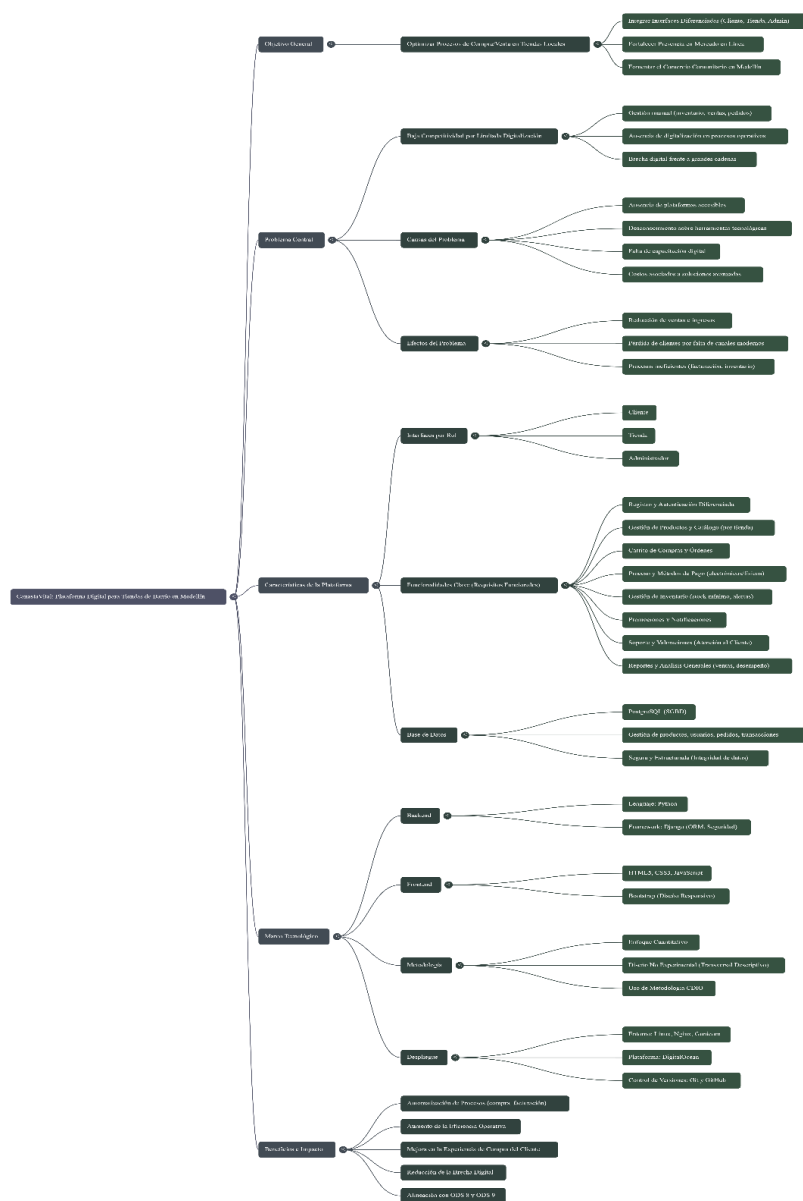 CanastaVital: Plataforma Digital para Tiendas de Barrio en Medellín
Objetivo General
Optimizar Procesos de Compra/Venta en Tiendas Locales
Integrar Interfaces Diferenciadas (Cliente, Tienda, Admin)
Fortalecer Presencia en Mercado en Línea
Fomentar el Comercio Comunitario en Medellín
Problema Central
Baja Competitividad por Limitada Digitalización
Gestión manual (inventario, ventas, pedidos)
Ausencia de digitalización en procesos operativos
Brecha digital frente a grandes cadenas
Causas del Problema
Ausencia de plataformas accesibles
Desconocimiento sobre herramientas tecnológicas
Falta de capacitación digital
Costos asociados a soluciones avanzadas
Efectos del Problema
Reducción de ventas e ingresos
Pérdida de clientes por falta de canales modernos
Procesos ineficientes (facturación, inventario)
Características de la Plataforma
Interfaces por Rol
Cliente
Tienda
Administrador
Funcionalidades Clave (Requisitos Funcionales)
Registro y Autenticación Diferenciada
Gestión de Productos y Catálogo (por tienda)
Carrito de Compras y Órdenes
Proceso y Métodos de Pago (electrónicos/físicos)
Gestión de Inventario (stock mínimo, alertas)
Promociones y Notificaciones
Soporte y Valoraciones (Atención al Cliente)
Reportes y Análisis Generales (ventas, desempeño)
Base de Datos
PostgreSQL (SGBD)
Gestión de productos, usuarios, pedidos, transacciones
Segura y Estructurada (Integridad de datos)
Marco Tecnológico
Backend
Lenguaje: Python
Framework: Django (ORM, Seguridad)
Frontend
HTML5, CSS3, JavaScript
Bootstrap (Diseño Responsivo)
Metodología
Enfoque Cuantitativo
Diseño No Experimental (Transversal Descriptivo)
Uso de Metodología CDIO
Despliegue
Entorno: Linux, Nginx, Gunicorn
Plataforma: DigitalOcean
Control de Versiones: Git y GitHub
Beneficios e Impacto
Automatización de Procesos (compra, facturación)
Aumento de la Eficiencia Operativa
Mejora en la Experiencia de Compra del Cliente
Reducción de la Brecha Digital
Alineación con ODS 8 y ODS 9